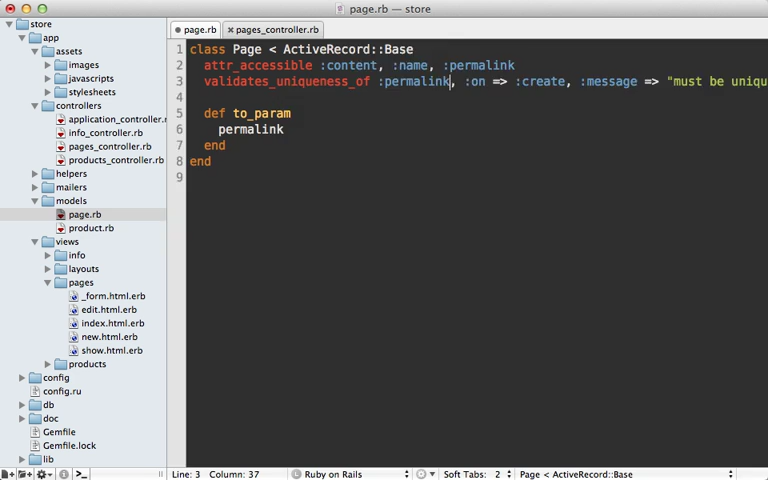 page.rb — store
store
app
assets
images
javascripts
stylesheets
controllers
application_controller.r
info_controller.rb
pages_controller.rb
products_controller.rb
helpers
mailers
models
page.rb
product.rb
views
info
layouts
pages
_form.html.erb
edit.html.erb
index.html.erb
new.html.erb
show.html.erb
products
config
config.ru
db
doc
Gemfile
Gemfile.lock
lib
page.rb
pages_controller.rb
1 class Page < ActiveRecord::Base
2 attr_accessible :content, :name, :permalink
3 validates_uniqueness_of :permalink, :on => :create, :message => "must be uniqu
4
5 def to_param
6 permalink
7 end
8 end
9
Line: 3 Column: 37 Ruby on Rails Soft Tabs: 2 Page < ActiveRecord::Base